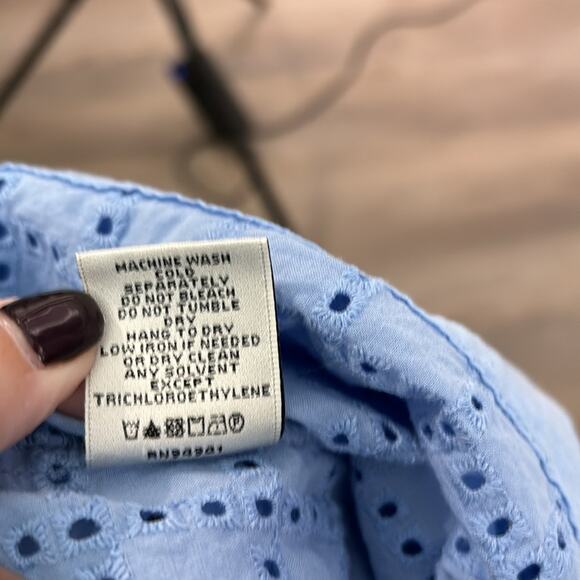 MACHINE WASH
COLD
SEPARATELY
DO NOT BLEACH
DO NOT TUMBLE
DRY
HANG TO DRY
LOW IRON IF NEEDED
OR DRY CLEAN
ANY SOLVENT
EXCEPT
TRICHLOROETHYLENE
RN94941